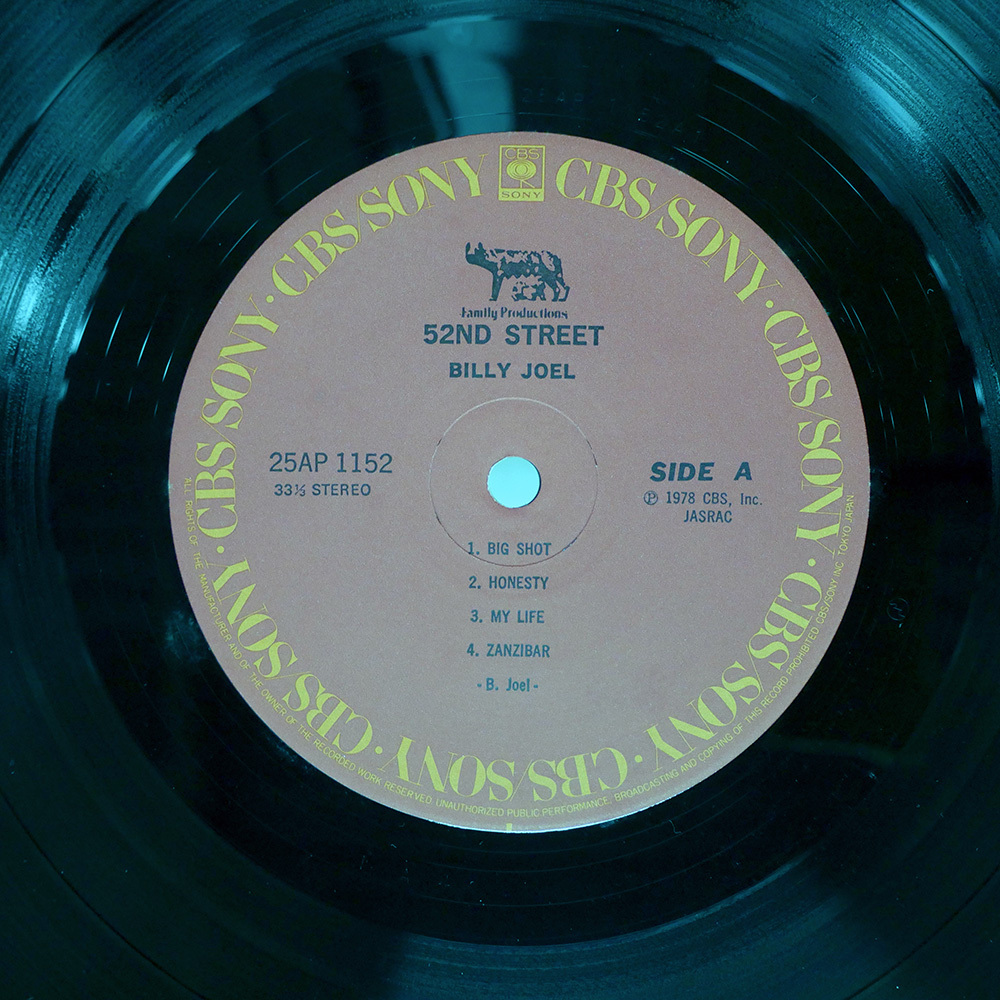 CBS
SONY
CBS/SONY · CBS/SONY · CBS/SONY · CBS/SONY · CBS/SONY · CBS/SONY · CBS/SONY · CBS/SONY
Family Productions
52ND STREET
BILLY JOEL
25AP 1152
33⅓ STEREO
SIDE A
Ⓟ 1978 CBS, Inc.
JASRAC
1. BIG SHOT
2. HONESTY
3. MY LIFE
4. ZANZIBAR
- B. Joel -
ALL RIGHTS OF THE MANUFACTURER AND OF THE OWNER OF THE RECORDED WORK RESERVED. UNAUTHORIZED PUBLIC PERFORMANCE, BROADCASTING AND COPYING OF THIS RECORD PROHIBITED. CBS/SONY INC. TOKYO JAPAN